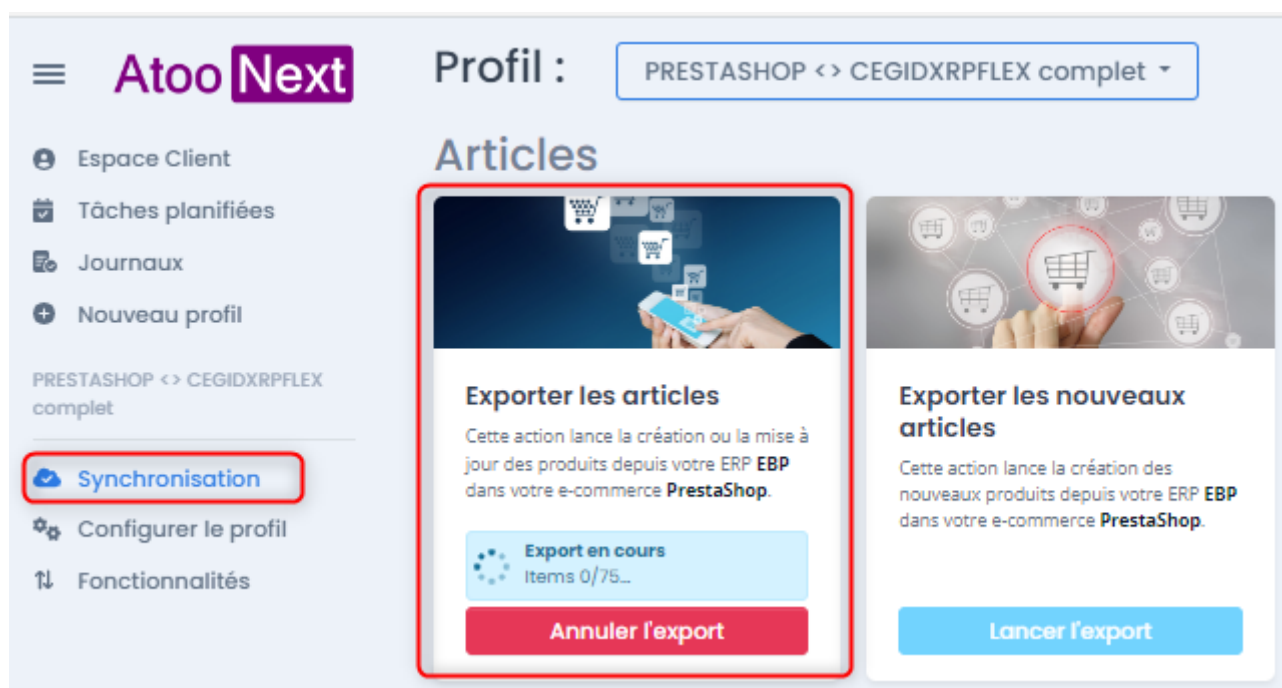 Atoo Next
Profil :
PRESTASHOP <> CEGIDXRPFLEX complet
Espace Client
Tâches planifiées
Journaux
Nouveau profil
PRESTASHOP <> CEGIDXRPFLEX
complet
Synchronisation
Configurer le profil
Fonctionnalités
Articles
Exporter les articles
Cette action lance la création ou la mise à
jour des produits depuis votre ERP EBP
dans votre e-commerce PrestaShop.
Export en cours
Items 0/75...
Annuler l'export
Exporter les nouveaux
articles
Cette action lance la création des
nouveaux produits depuis votre ERP EBP
dans votre e-commerce PrestaShop.
Lancer l'export